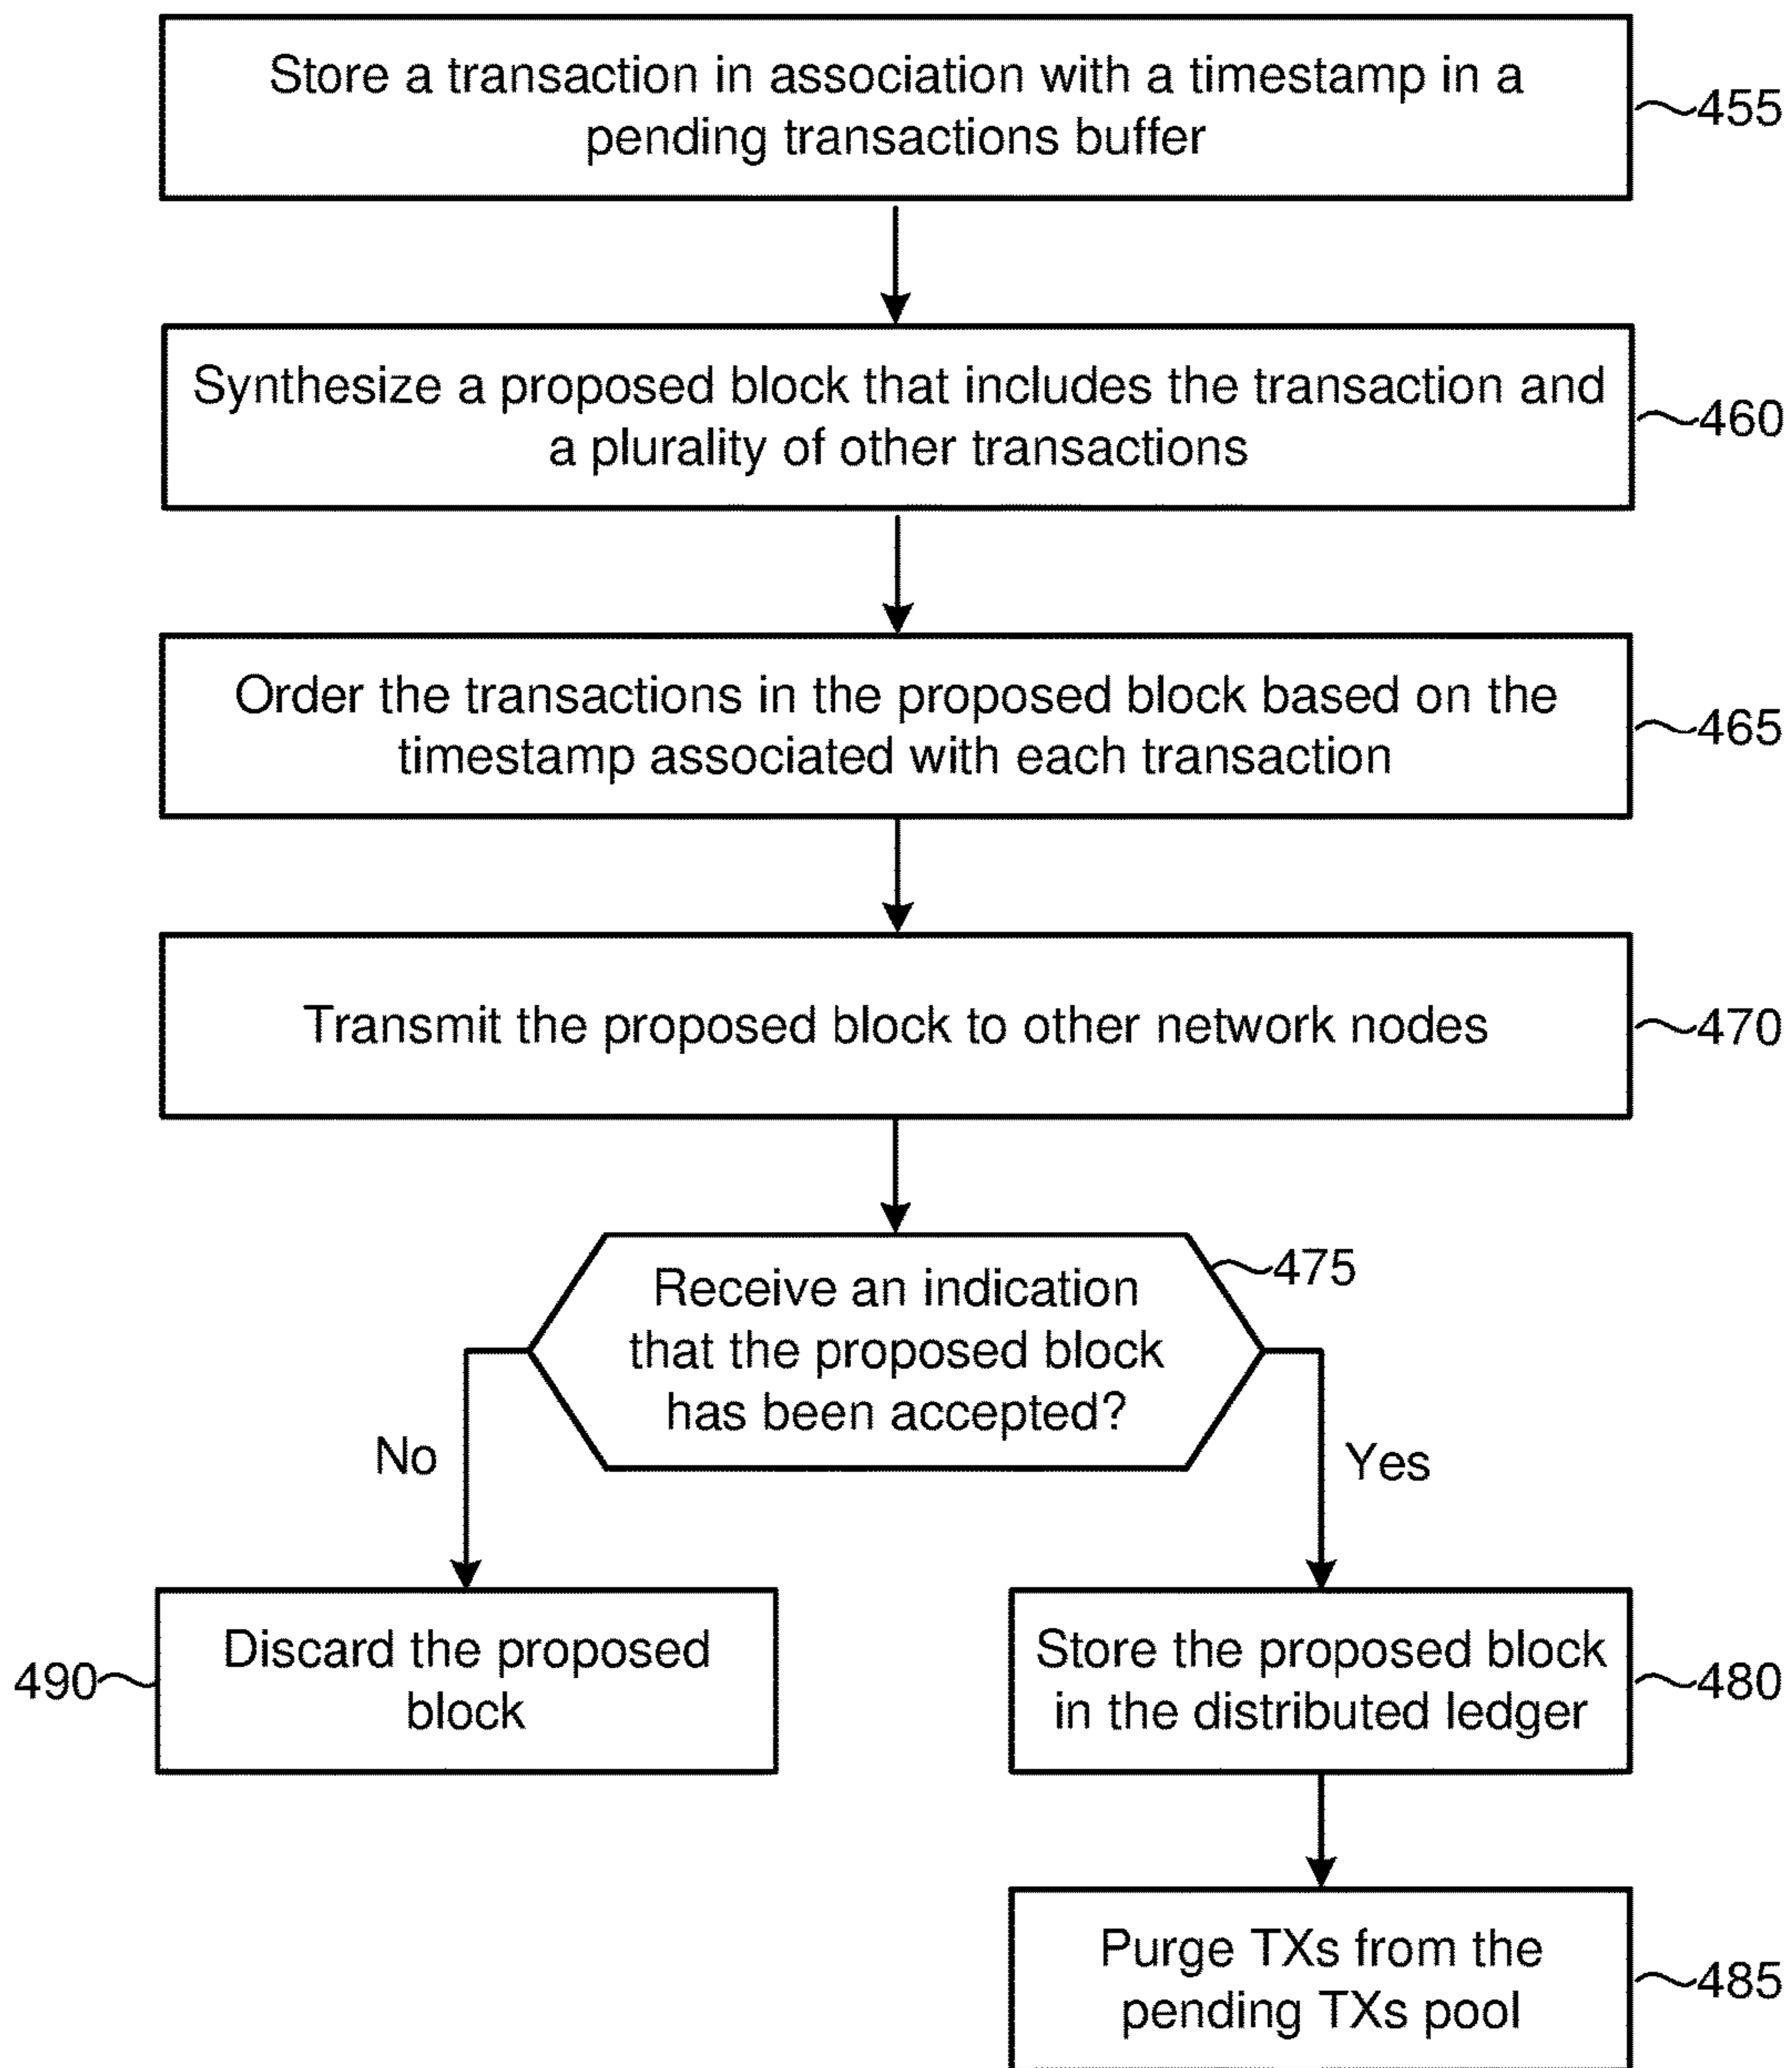 Store a transaction in association with a timestamp in a
pending transactions buffer
455
Synthesize a proposed block that includes the transaction and
a plurality of other transactions
460
Order the transactions in the proposed block based on the
timestamp associated with each transaction
465
Transmit the proposed block to other network nodes
470
Receive an indication
that the proposed block
has been accepted?
475
No
Yes
490
Discard the proposed
block
Store the proposed block
in the distributed ledger
480
Purge TXs from the
pending TXs pool
485